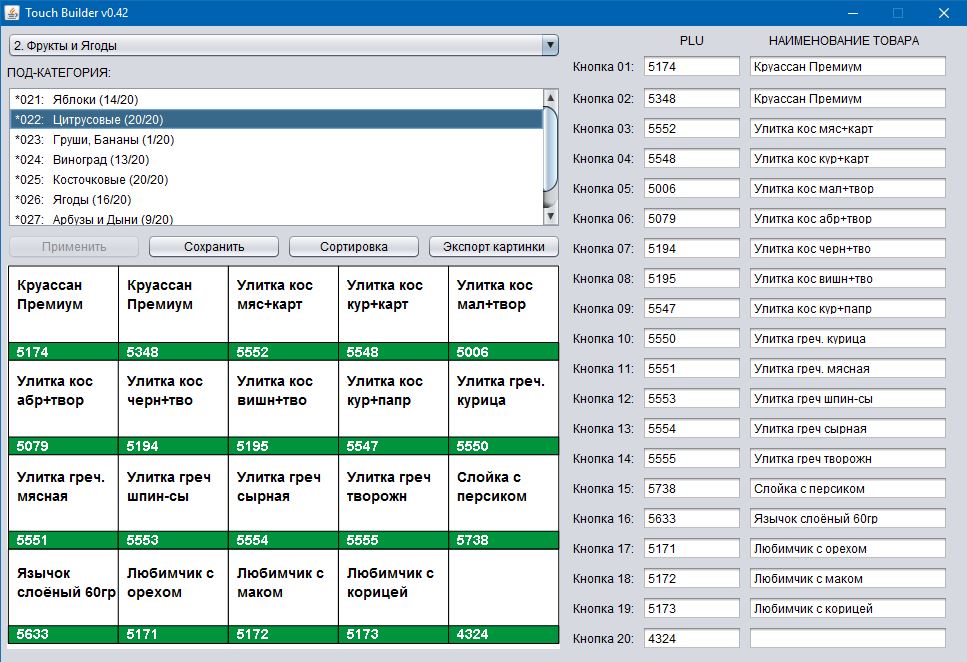 Touch Builder v0.42
2. Фрукты и Ягоды
ПОД-КАТЕГОРИЯ:
*021: Яблоки (14/20)
*022: Цитрусовые (20/20)
*023: Груши, Бананы (1/20)
*024: Виноград (13/20)
*025: Косточковые (20/20)
*026: Ягоды (16/20)
*027: Арбузы и Дыни (9/20)
Применить Сохранить Сортировка Экспорт картинки
Круассан Круассан Улитка кос Улитка кос Улитка кос
Премиум Премиум мяс+карт кур+карт мал+твор
5174 5348 5552 5548 5006
Улитка кос Улитка кос Улитка кос Улитка кос Улитка греч.
абр+твор черн+тво вишн+тво кур+папр курица
5079 5194 5195 5547 5550
Улитка греч. Улитка греч Улитка греч Улитка греч Слойка с
мясная шпин-сы сырная творожн персиком
5551 5553 5554 5555 5738
Язычок Любимчик с Любимчик с Любимчик с
слоёный 60гр орехом маком корицей
5633 5171 5172 5173 4324
PLU НАИМЕНОВАНИЕ ТОВАРА
Кнопка 01: 5174 Круассан Премиум
Кнопка 02: 5348 Круассан Премиум
Кнопка 03: 5552 Улитка кос мяс+карт
Кнопка 04: 5548 Улитка кос кур+карт
Кнопка 05: 5006 Улитка кос мал+твор
Кнопка 06: 5079 Улитка кос абр+твор
Кнопка 07: 5194 Улитка кос черн+тво
Кнопка 08: 5195 Улитка кос вишн+тво
Кнопка 09: 5547 Улитка кос кур+папр
Кнопка 10: 5550 Улитка греч. курица
Кнопка 11: 5551 Улитка греч. мясная
Кнопка 12: 5553 Улитка греч шпин-сы
Кнопка 13: 5554 Улитка греч сырная
Кнопка 14: 5555 Улитка греч творожн
Кнопка 15: 5738 Слойка с персиком
Кнопка 16: 5633 Язычок слоёный 60гр
Кнопка 17: 5171 Любимчик с орехом
Кнопка 18: 5172 Любимчик с маком
Кнопка 19: 5173 Любимчик с корицей
Кнопка 20: 4324